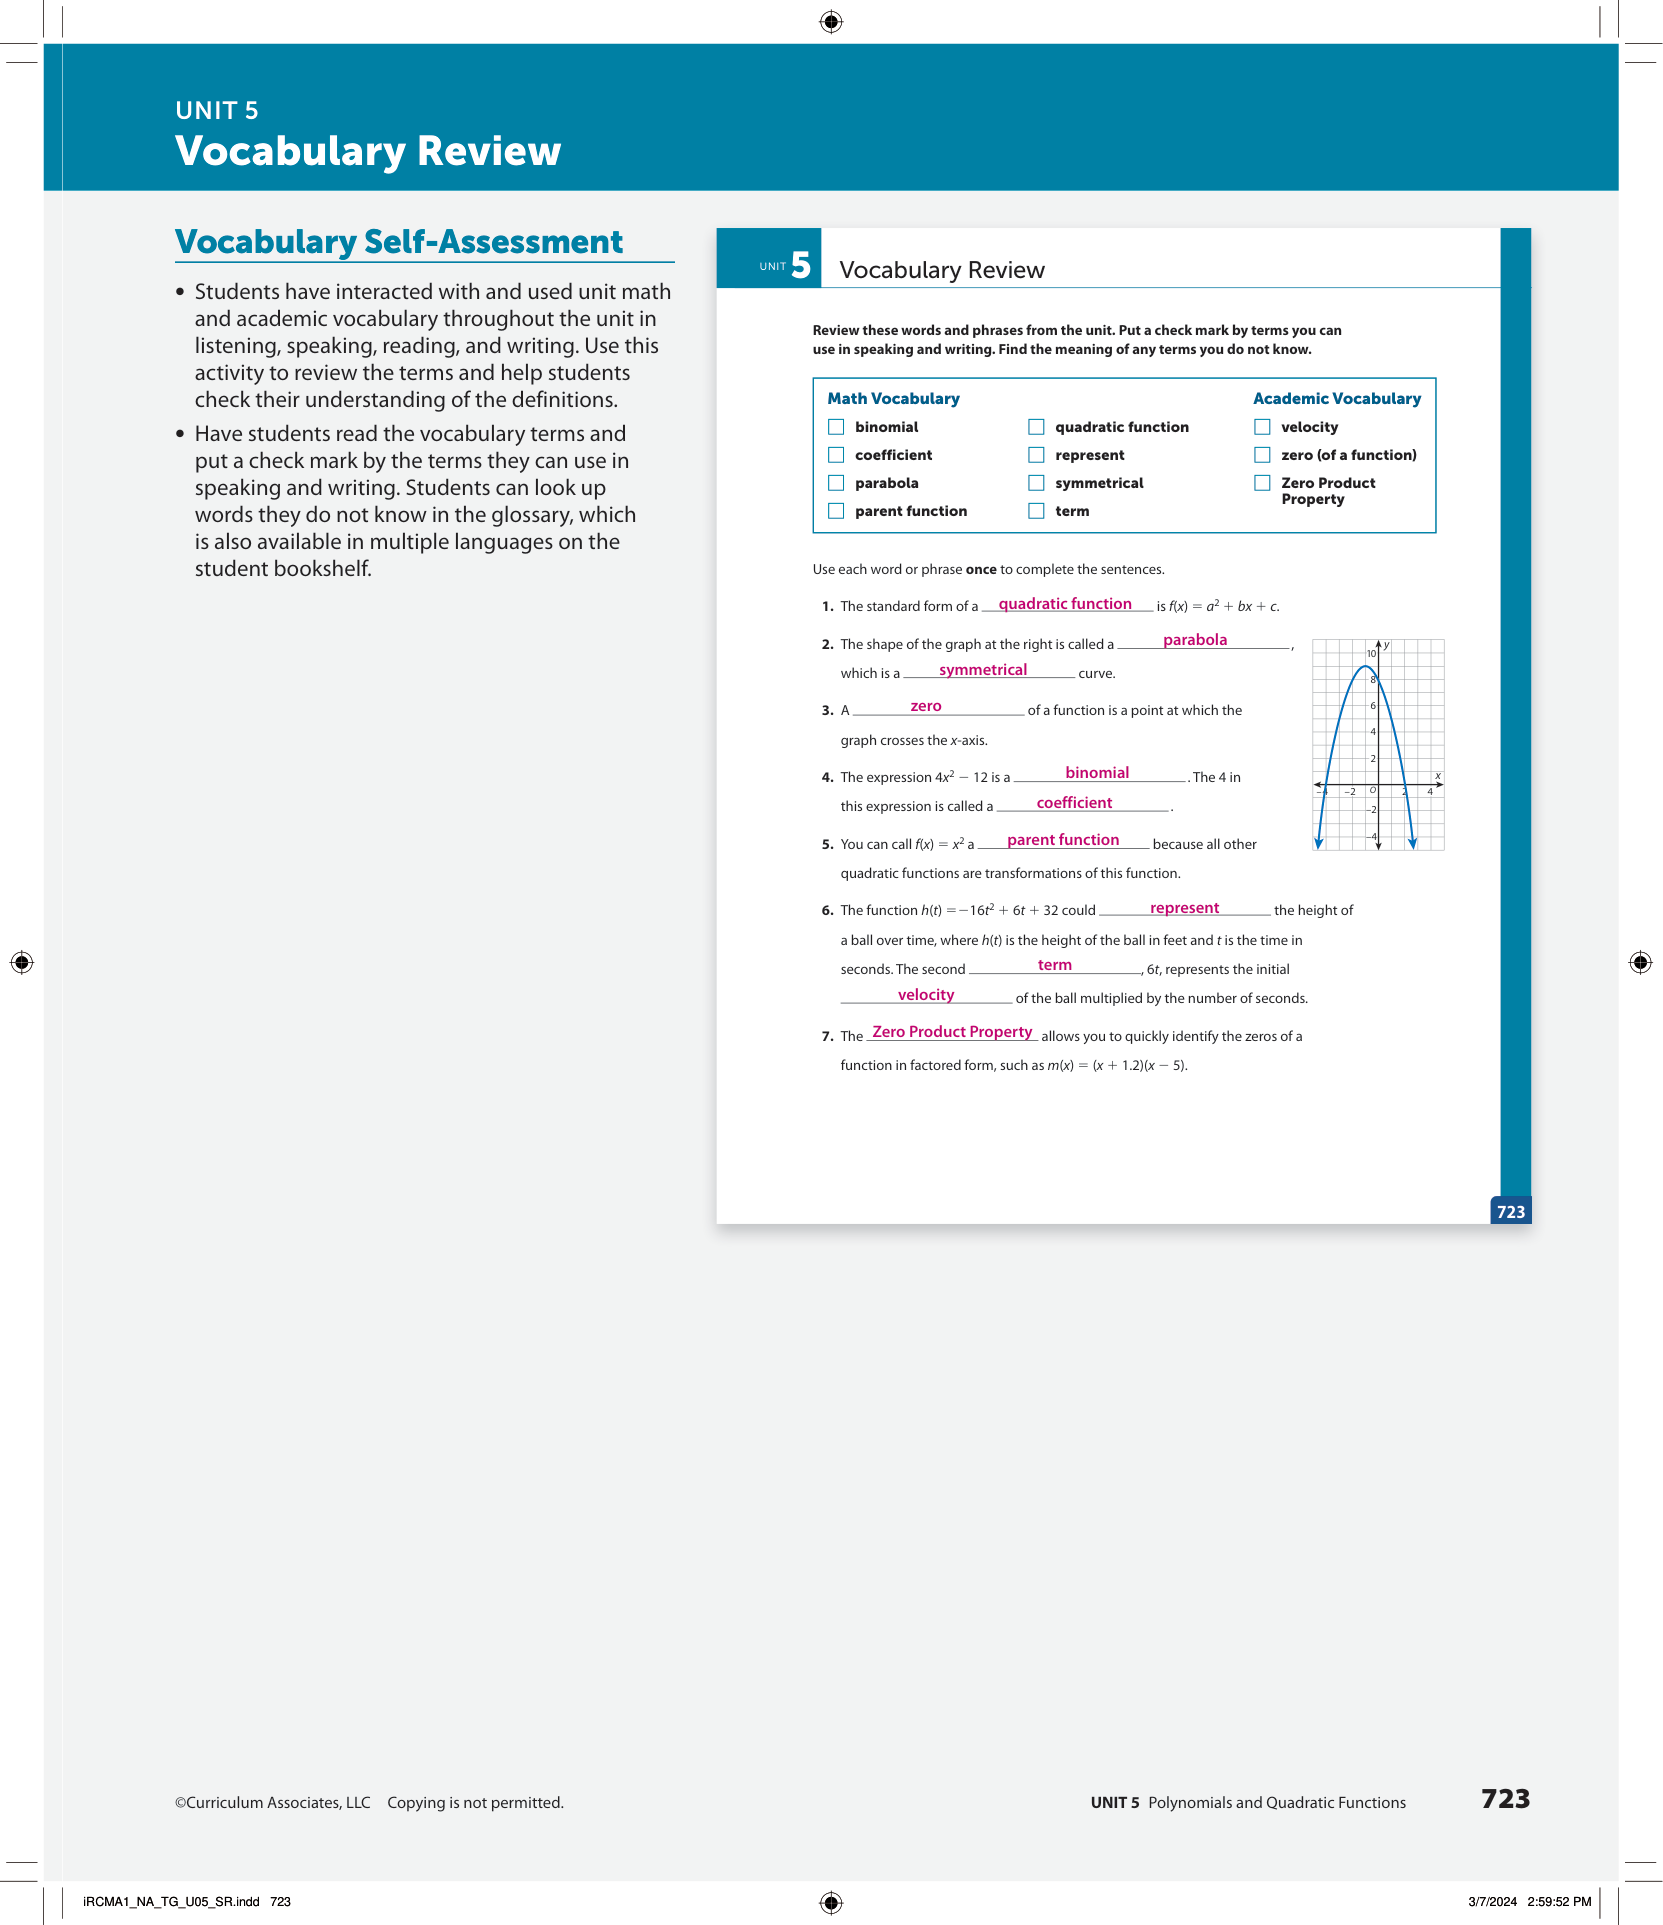 UNIT 5
Vocabulary Review
Vocabulary Self-Assessment
• Students have interacted with and used unit math
and academic vocabulary throughout the unit in
listening, speaking, reading, and writing. Use this
activity to review the terms and help students
check their understanding of the definitions.
• Have students read the vocabulary terms and
put a check mark by the terms they can use in
speaking and writing. Students can look up
words they do not know in the glossary, which
is also available in multiple languages on the
student bookshelf.
UNIT 5 Vocabulary Review
Review these words and phrases from the unit. Put a check mark by terms you can
use in speaking and writing. Find the meaning of any terms you do not know.
Math Vocabulary
binomial
coefficient
parabola
parent function
quadratic function
represent
symmetrical
term
Academic Vocabulary
velocity
zero (of a function)
Zero Product
Property
Use each word or phrase once to complete the sentences.
1. The standard form of a quadratic function is f(x) = a² + bx + c.
2. The shape of the graph at the right is called a parabola ,
which is a symmetrical curve.
3. A zero of a function is a point at which the
graph crosses the x-axis.
4. The expression 4x² − 12 is a binomial . The 4 in
this expression is called a coefficient .
5. You can call f(x) = x² a parent function because all other
quadratic functions are transformations of this function.
6. The function h(t) = −16t² + 6t + 32 could represent the height of
a ball over time, where h(t) is the height of the ball in feet and t is the time in
seconds. The second term , 6t, represents the initial
velocity of the ball multiplied by the number of seconds.
7. The Zero Product Property allows you to quickly identify the zeros of a
function in factored form, such as m(x) = (x + 1.2)(x − 5).
y
10
8
6
4
2
x
−4 −2 O 2 4
−2
−4
723
©Curriculum Associates, LLC Copying is not permitted.
UNIT 5 Polynomials and Quadratic Functions 723
iRCMA1_NA_TG_U05_SR.indd 723
3/7/2024 2:59:52 PM